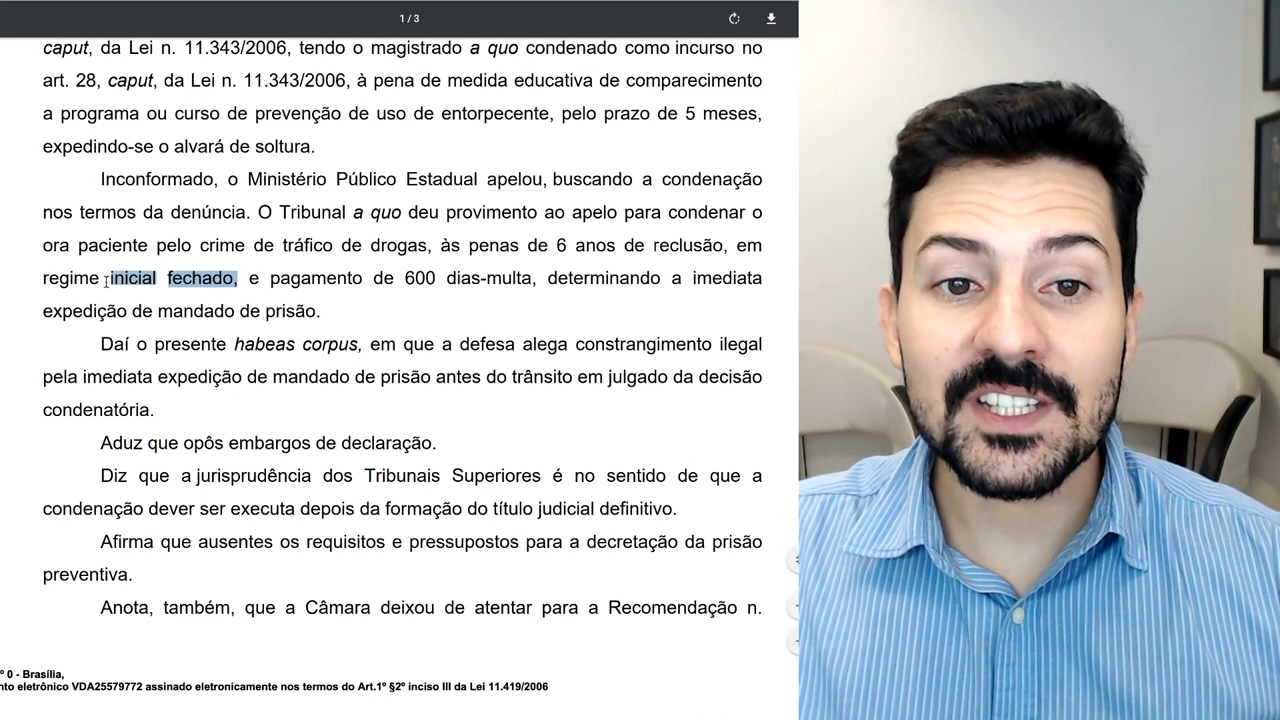 1 / 3
caput, da Lei n. 11.343/2006, tendo o magistrado a quo condenado como incurso no
art. 28, caput, da Lei n. 11.343/2006, à pena de medida educativa de comparecimento
a programa ou curso de prevenção de uso de entorpecente, pelo prazo de 5 meses,
expedindo-se o alvará de soltura.
Inconformado, o Ministério Público Estadual apelou, buscando a condenação
nos termos da denúncia. O Tribunal a quo deu provimento ao apelo para condenar o
ora paciente pelo crime de tráfico de drogas, às penas de 6 anos de reclusão, em
regime inicial fechado, e pagamento de 600 dias-multa, determinando a imediata
expedição de mandado de prisão.
Daí o presente habeas corpus, em que a defesa alega constrangimento ilegal
pela imediata expedição de mandado de prisão antes do trânsito em julgado da decisão
condenatória.
Aduz que opôs embargos de declaração.
Diz que a jurisprudência dos Tribunais Superiores é no sentido de que a
condenação dever ser executa depois da formação do título judicial definitivo.
Afirma que ausentes os requisitos e pressupostos para a decretação da prisão
preventiva.
Anota, também, que a Câmara deixou de atentar para a Recomendação n.
º 0 - Brasília,
nto eletrônico VDA25579772 assinado eletronicamente nos termos do Art.1º §2º inciso III da Lei 11.419/2006